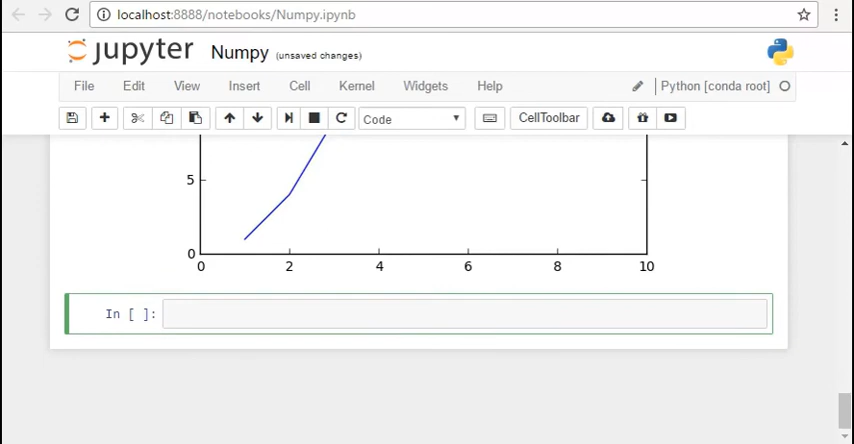 localhost:8888/notebooks/Numpy.ipynb
jupyter Numpy (unsaved changes)
File Edit View Insert Cell Kernel Widgets Help Python [conda root]
Code CellToolbar
5
0
0 2 4 6 8 10
In [ ]: